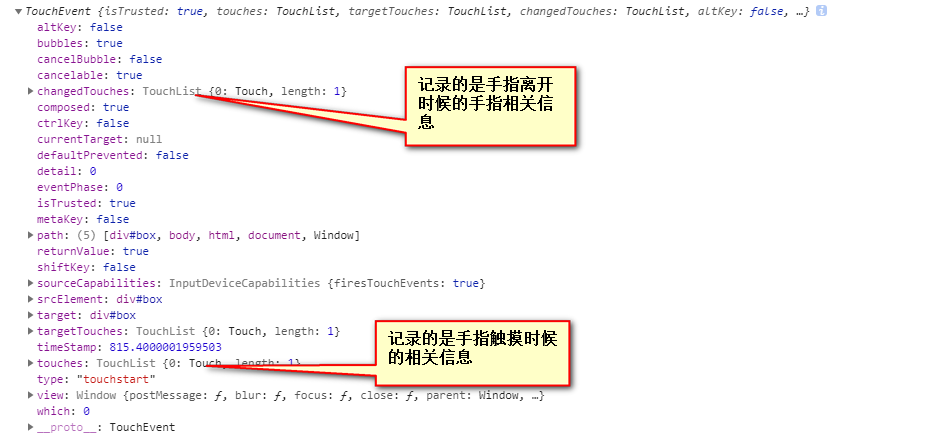 TouchEvent {isTrusted: true, touches: TouchList, targetTouches: TouchList, changedTouches: TouchList, altKey: false, …}
altKey: false
bubbles: true
cancelBubble: false
cancelable: true
changedTouches: TouchList {0: Touch, length: 1}
记录的是手指离开
时候的手指相关信
息
composed: true
ctrlKey: false
currentTarget: null
defaultPrevented: false
detail: 0
eventPhase: 0
isTrusted: true
metaKey: false
path: (5) [div#box, body, html, document, Window]
returnValue: true
shiftKey: false
sourceCapabilities: InputDeviceCapabilities {firesTouchEvents: true}
srcElement: div#box
target: div#box
targetTouches: TouchList {0: Touch, length: 1}
timeStamp: 815.4000001959503
记录的是手指触摸时候
的相关信息
touches: TouchList {0: Touch, length: 1}
type: "touchstart"
view: Window {postMessage: ƒ, blur: ƒ, focus: ƒ, close: ƒ, parent: Window, …}
which: 0
__proto__: TouchEvent